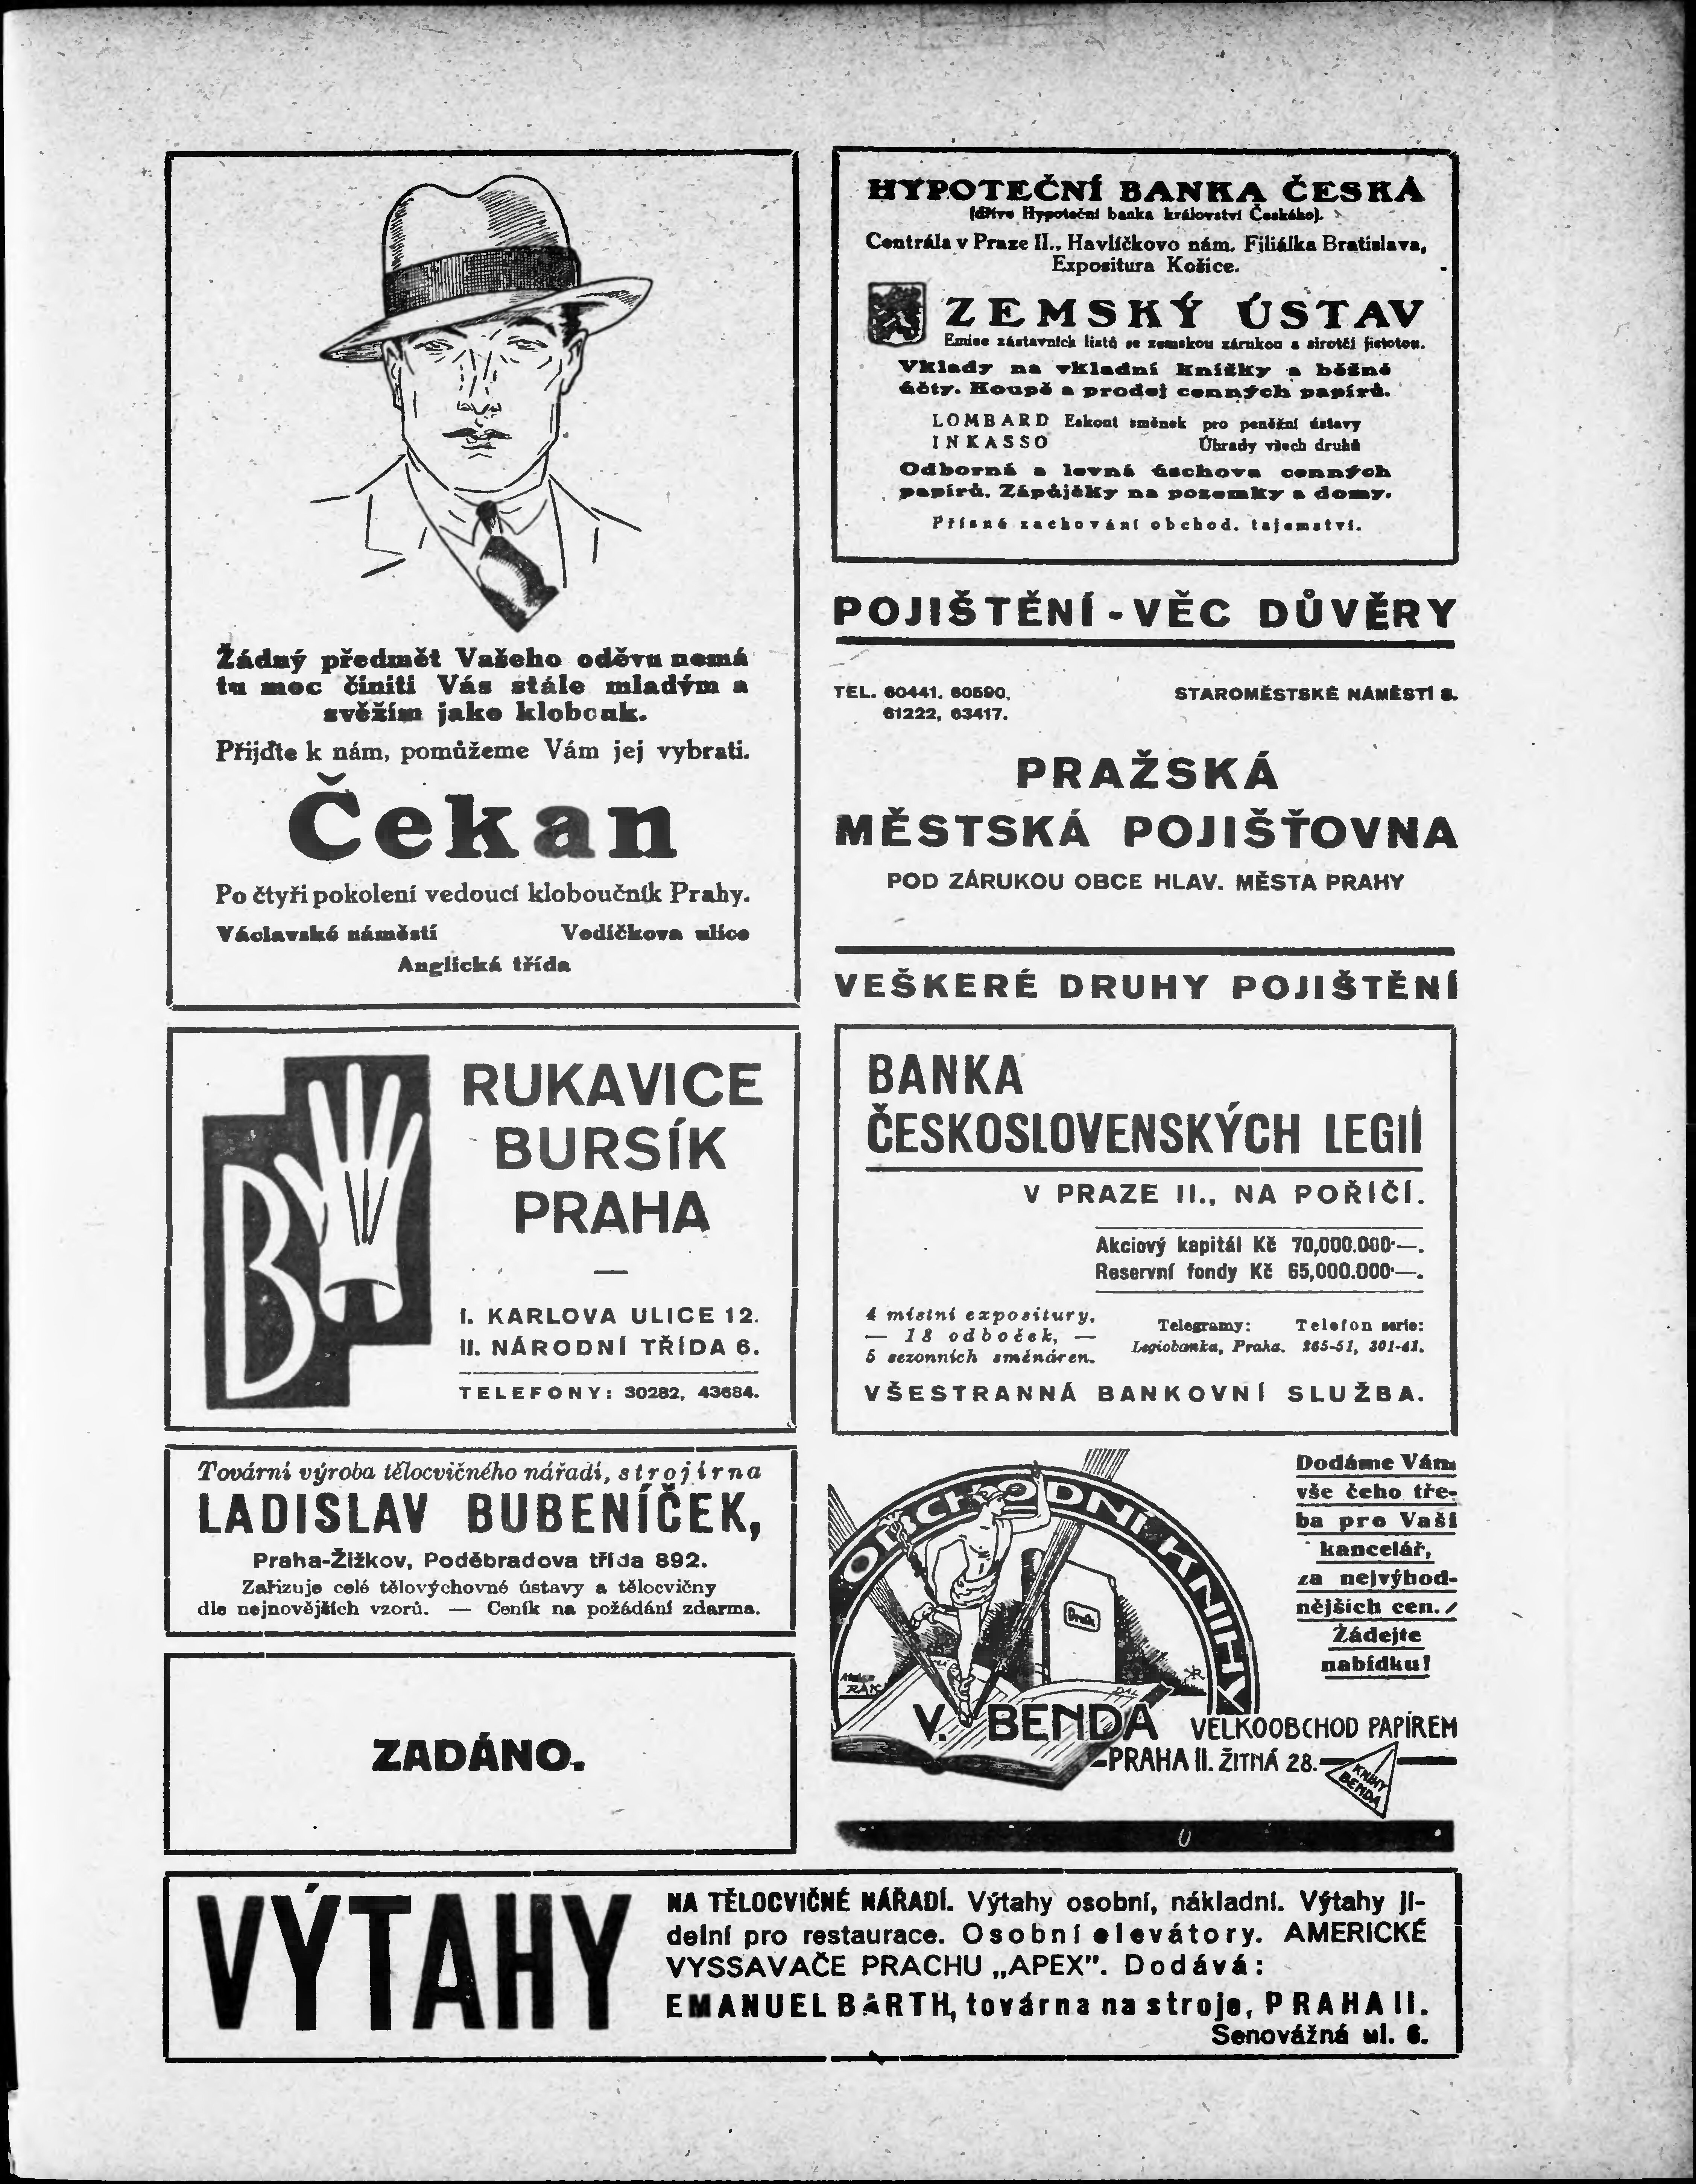 Žádný předmět Vašeho oděvu nemá
tu moc činiti Vás stále mladým a
svěžím jako klobouk.
Přijďte k nám, pomůžeme Vám jej vybrati.
Čekan
Po čtyři pokolení vedoucí kloboučník Prahy.
Václavské náměstí Vodičkova ulice
Anglická třída
HYPOTEČNÍ BANKA ČESKÁ
(dříve Hypoteční banka království Českého).
Centrála v Praze II., Havlíčkovo nám. Filiálka Bratislava,
Expositura Košice.
ZEMSKÝ ÚSTAV
Emise zástavních listů se zemskou zárukou a sirotčí jistotou.
Vklady na vkladní knížky a běžné
účty. Koupě a prodej cenných papírů.
LOMBARD Eskont směnek pro peněžní ústavy
INKASSO Úhrady všech druhů
Odborná a levná úschova cenných
papírů. Zápůjčky na pozemky a domy.
Přísné zachování obchod. tajemství.
POJIŠTĚNÍ - VĚC DŮVĚRY
TEL. 60441. 60590. STAROMĚSTSKÉ NÁMĚSTÍ 8.
61222, 63417.
PRAŽSKÁ
MĚSTSKÁ POJIŠŤOVNA
POD ZÁRUKOU OBCE HLAV. MĚSTA PRAHY
VEŠKERÉ DRUHY POJIŠTĚNÍ
B
RUKAVICE
BURSÍK
PRAHA
—
I. KARLOVA ULICE 12.
II. NÁRODNÍ TŘÍDA 6.
TELEFONY: 30282, 43684.
BANKA
ČESKOSLOVENSKÝCH LEGIÍ
V PRAZE II., NA POŘÍČÍ.
Akciový kapitál Kč 70,000.000·—.
Reservní fondy Kč 65,000.000·—.
4 místní expositury,
— 18 odboček, —
5 sezonních směnáren.
Telegramy: Telefon serie:
Legiobanka, Praha. 265-51, 301-41.
VŠESTRANNÁ BANKOVNÍ SLUŽBA.
Tovární výroba tělocvičného nářadí, strojírna
LADISLAV BUBENÍČEK,
Praha-Žižkov, Poděbradova třída 892.
Zařizuje celé tělovýchovné ústavy a tělocvičny
dle nejnovějších vzorů. — Ceník na požádání zdarma.
ZADÁNO.
OBCHODNÍ KNIHY
Dodáme Vám
vše čeho tře-
ba pro Vaši
kancelář,
za nejvýhod-
nějších cen.
Žádejte
nabídku!
DAL
V. BENDA VELKOOBCHOD PAPÍREM
PRAHA II. ŽITNÁ 28.
KNIHY
BENDA
VÝTAHY
NA TĚLOCVIČNÉ NÁŘADÍ. Výtahy osobní, nákladní. Výtahy jí-
delní pro restaurace. Osobní elevátory. AMERICKÉ
VYSSAVAČE PRACHU „APEX". Dodává:
EMANUEL BARTH, továrna na stroje, PRAHA II.
Senovážná ul. 6.